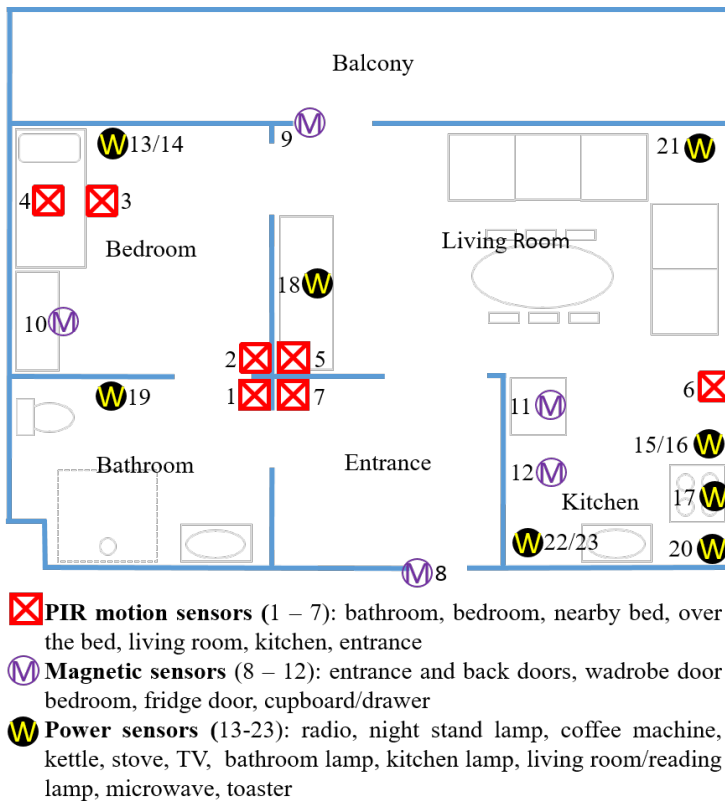 Balcony
9 M
W 13/14
21 W
4 3
Bedroom
Living Room
18 W
10 M
2 5
1 7
6
W 19
11 M
15/16 W
Bathroom
Entrance
12 M
Kitchen
17 W
W 22/23
20 W
M 8
PIR motion sensors (1 – 7): bathroom, bedroom, nearby bed, over
the bed, living room, kitchen, entrance
M Magnetic sensors (8 – 12): entrance and back doors, wadrobe door
bedroom, fridge door, cupboard/drawer
W Power sensors (13-23): radio, night stand lamp, coffee machine,
kettle, stove, TV, bathroom lamp, kitchen lamp, living room/reading
lamp, microwave, toaster